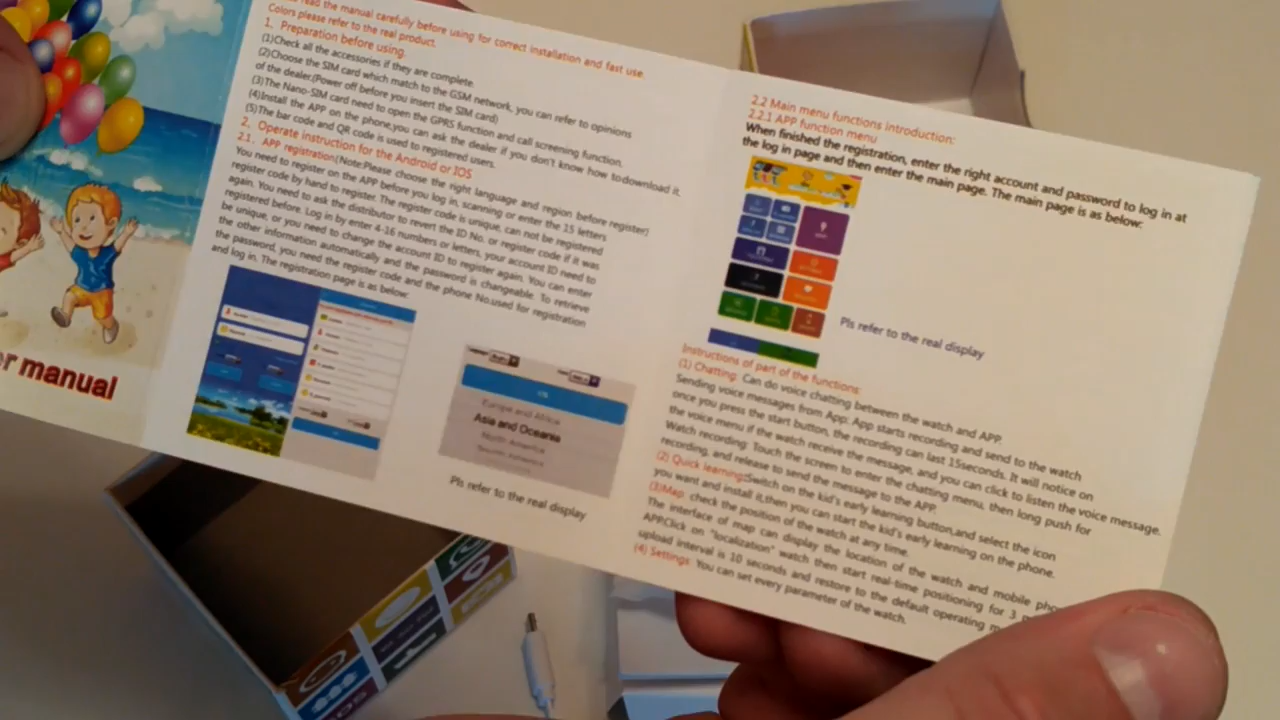 er manual
read the manual carefully before using for correct installation and fast use.
Colors please refer to the real product.
1、Preparation before using.
(1)Check all the accessories if they are complete.
(2)Choose the SIM card which match to the GSM network, you can refer to opinions
of the dealer.(Power off before you insert the SIM card)
(3)The Nano-SIM card need to open the GPRS function and call screening function.
(4)Install the APP on the phone,you can ask the dealer if you don't know how to download it.
(5)The bar code and QR code is used to registered users.
2、Operate instruction for the Android or IOS
2.1、APP registration(Note:Please choose the right language and region before register)
You need to register on the APP before you log in, scanning or enter the 15 letters
register code by hand to register. The register code is unique, can not be registered
again. You need to ask the distributor to revert the ID No. or register code if it was
registered before. Log in by enter 4-16 numbers or letters, your account ID need to
be unique, or you need to change the account ID to register again. You can enter
the other information automatically and the password is changeable. To retrieve
the password, you need the register code and the phone No.used for registration
and log in. The registration page is as below:
Europe and Africa
Asia and Oceania
North America
South America
Pls refer to the real display
2.2 Main menu functions introduction:
2.2.1 APP function menu
When finished the registration, enter the right account and password to log in at
the log in page and then enter the main page. The main page is as below:
Pls refer to the real display
Instructions of part of the functions:
(1) Chatting: Can do voice chatting between the watch and APP.
Sending voice messages from App: App starts recording and send to the watch
once you press the start button, the recording can last 15seconds. It will notice on
the voice menu if the watch receive the message, and you can click to listen the voice message.
Watch recording: Touch the screen to enter the chatting menu, then long push for
recording, and release to send the message to the APP.
(2) Quick learning:Switch on the kid's early learning button,and select the icon
you want and install it,then you can start the kid's early learning on the phone.
(3)Map: check the position of the watch at any time.
The interface of map can display the location of the watch and mobile pho
APP.Click on "localization" watch then start real-time positioning for 3
upload interval is 10 seconds and restore to the default operating m
(4) Settings: You can set every parameter of the watch.